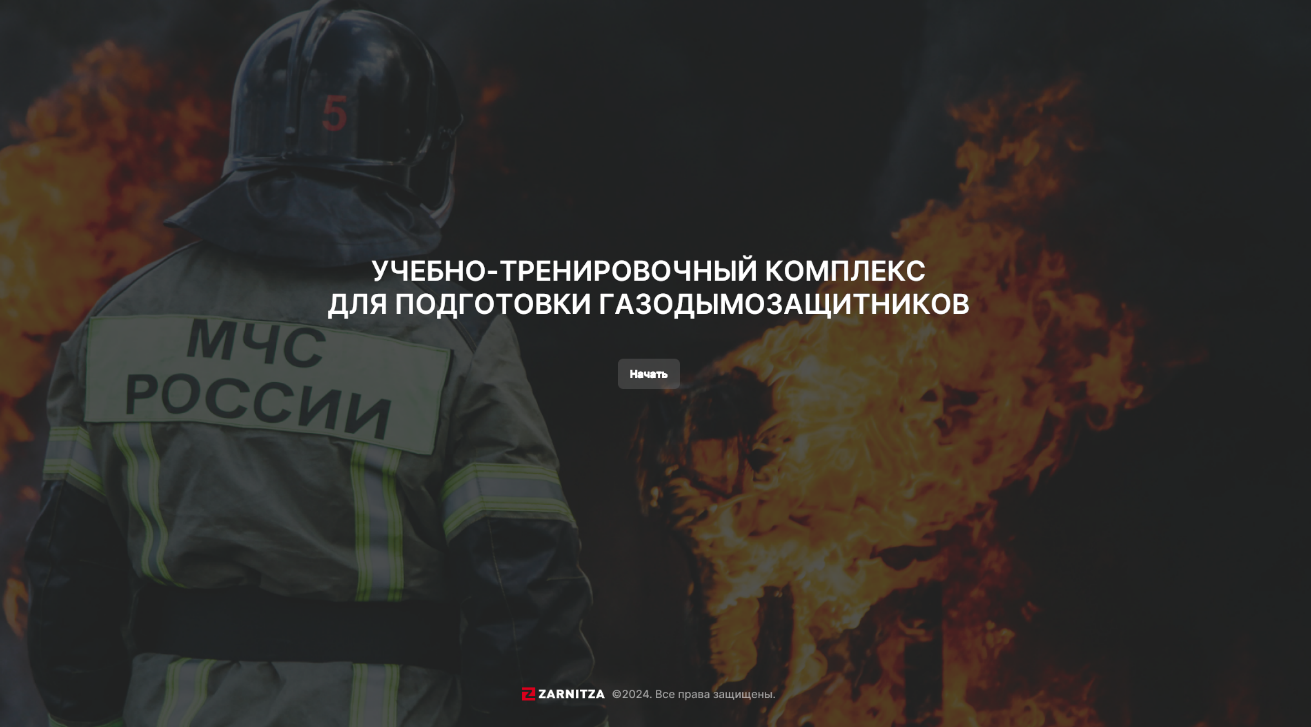 5
УЧЕБНО-ТРЕНИРОВОЧНЫЙ КОМПЛЕКС
ДЛЯ ПОДГОТОВКИ ГАЗОДЫМОЗАЩИТНИКОВ
МЧС
РОССИИ
Начать
ZARNITZA ©2024. Все права защищены.